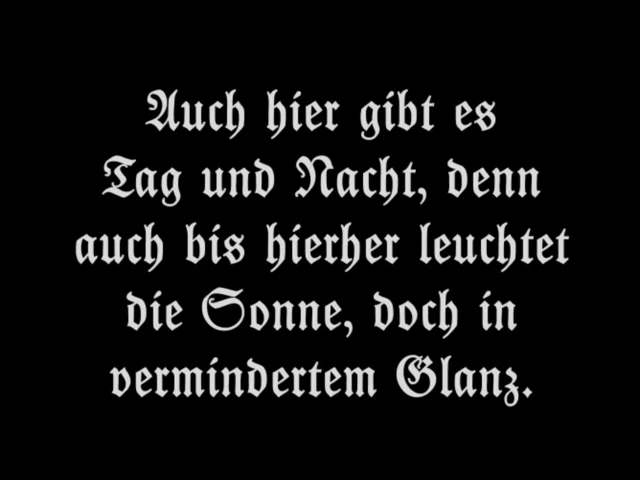 Auch hier gibt es
Tag und Nacht, denn
auch bis hierher leuchtet
die Sonne, doch in
vermindertem Glanz.